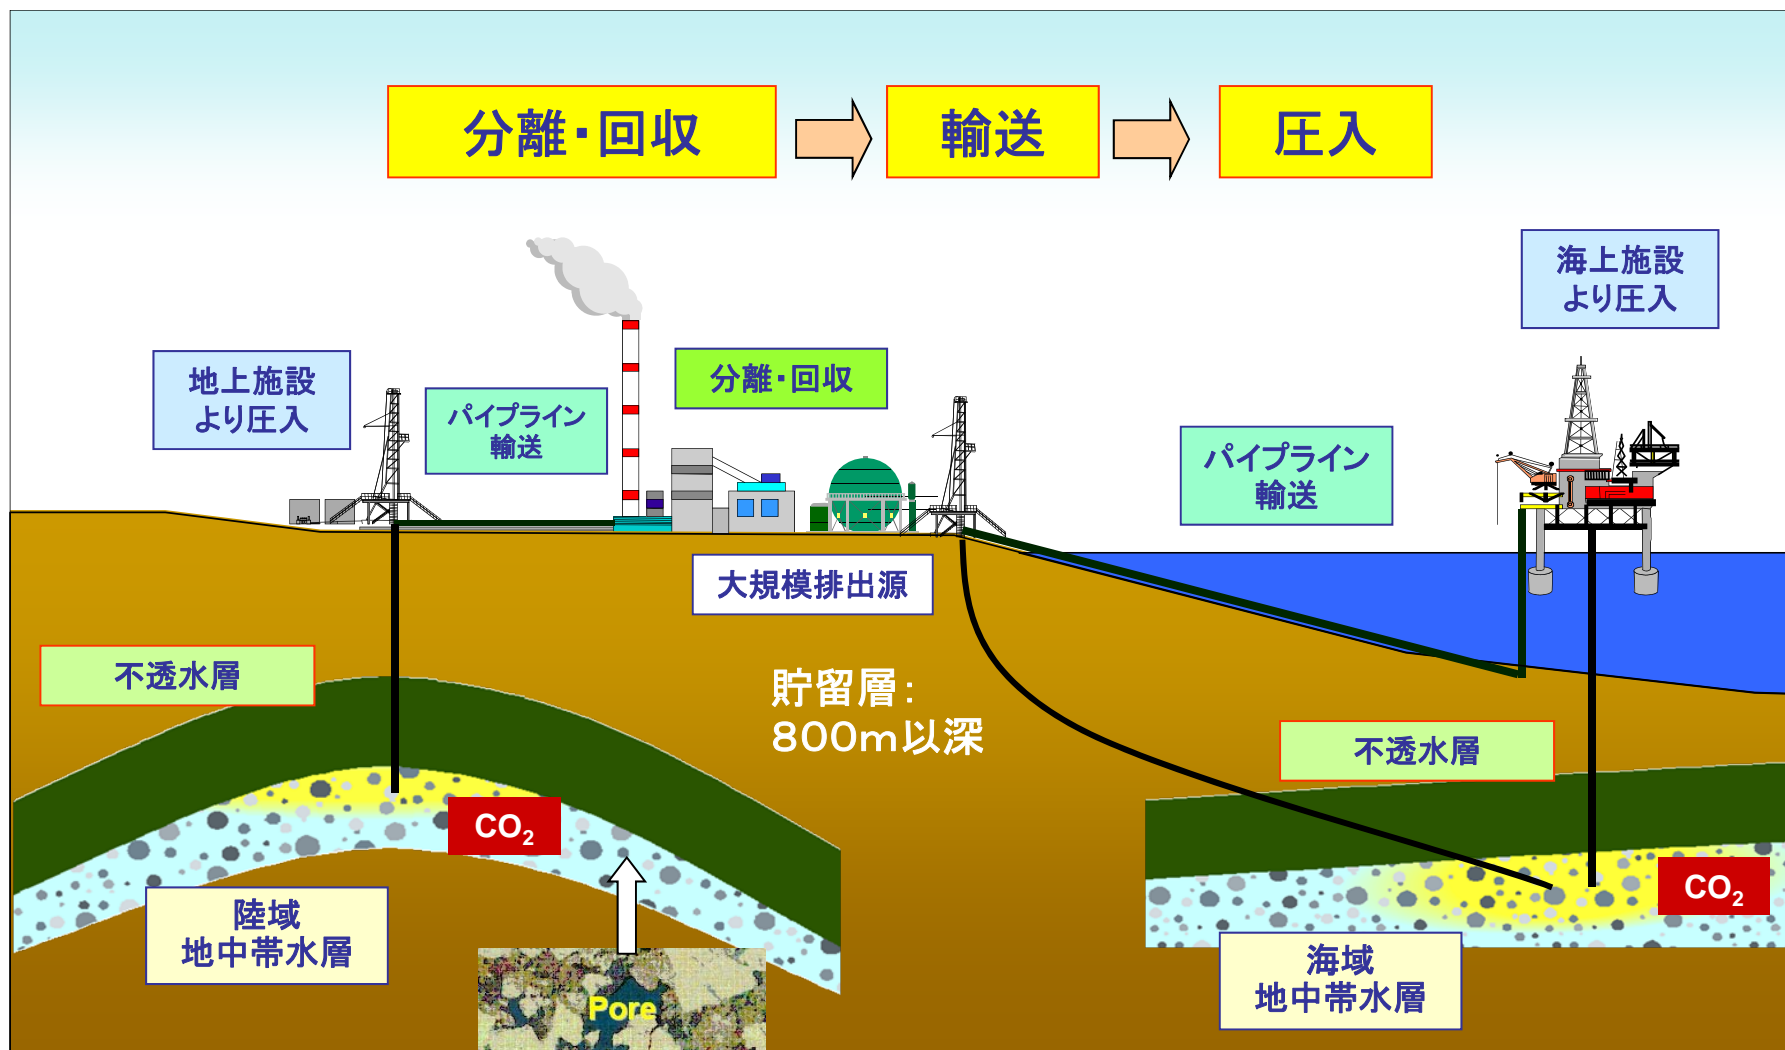 分離・回収
輸送
圧入
海上施設
より圧入
地上施設
より圧入
パイプライン
輸送
分離・回収
パイプライン
輸送
大規模排出源
不透水層
貯留層：
800m以深
不透水層
CO₂
CO₂
陸域
地中帯水層
海域
地中帯水層
Pore